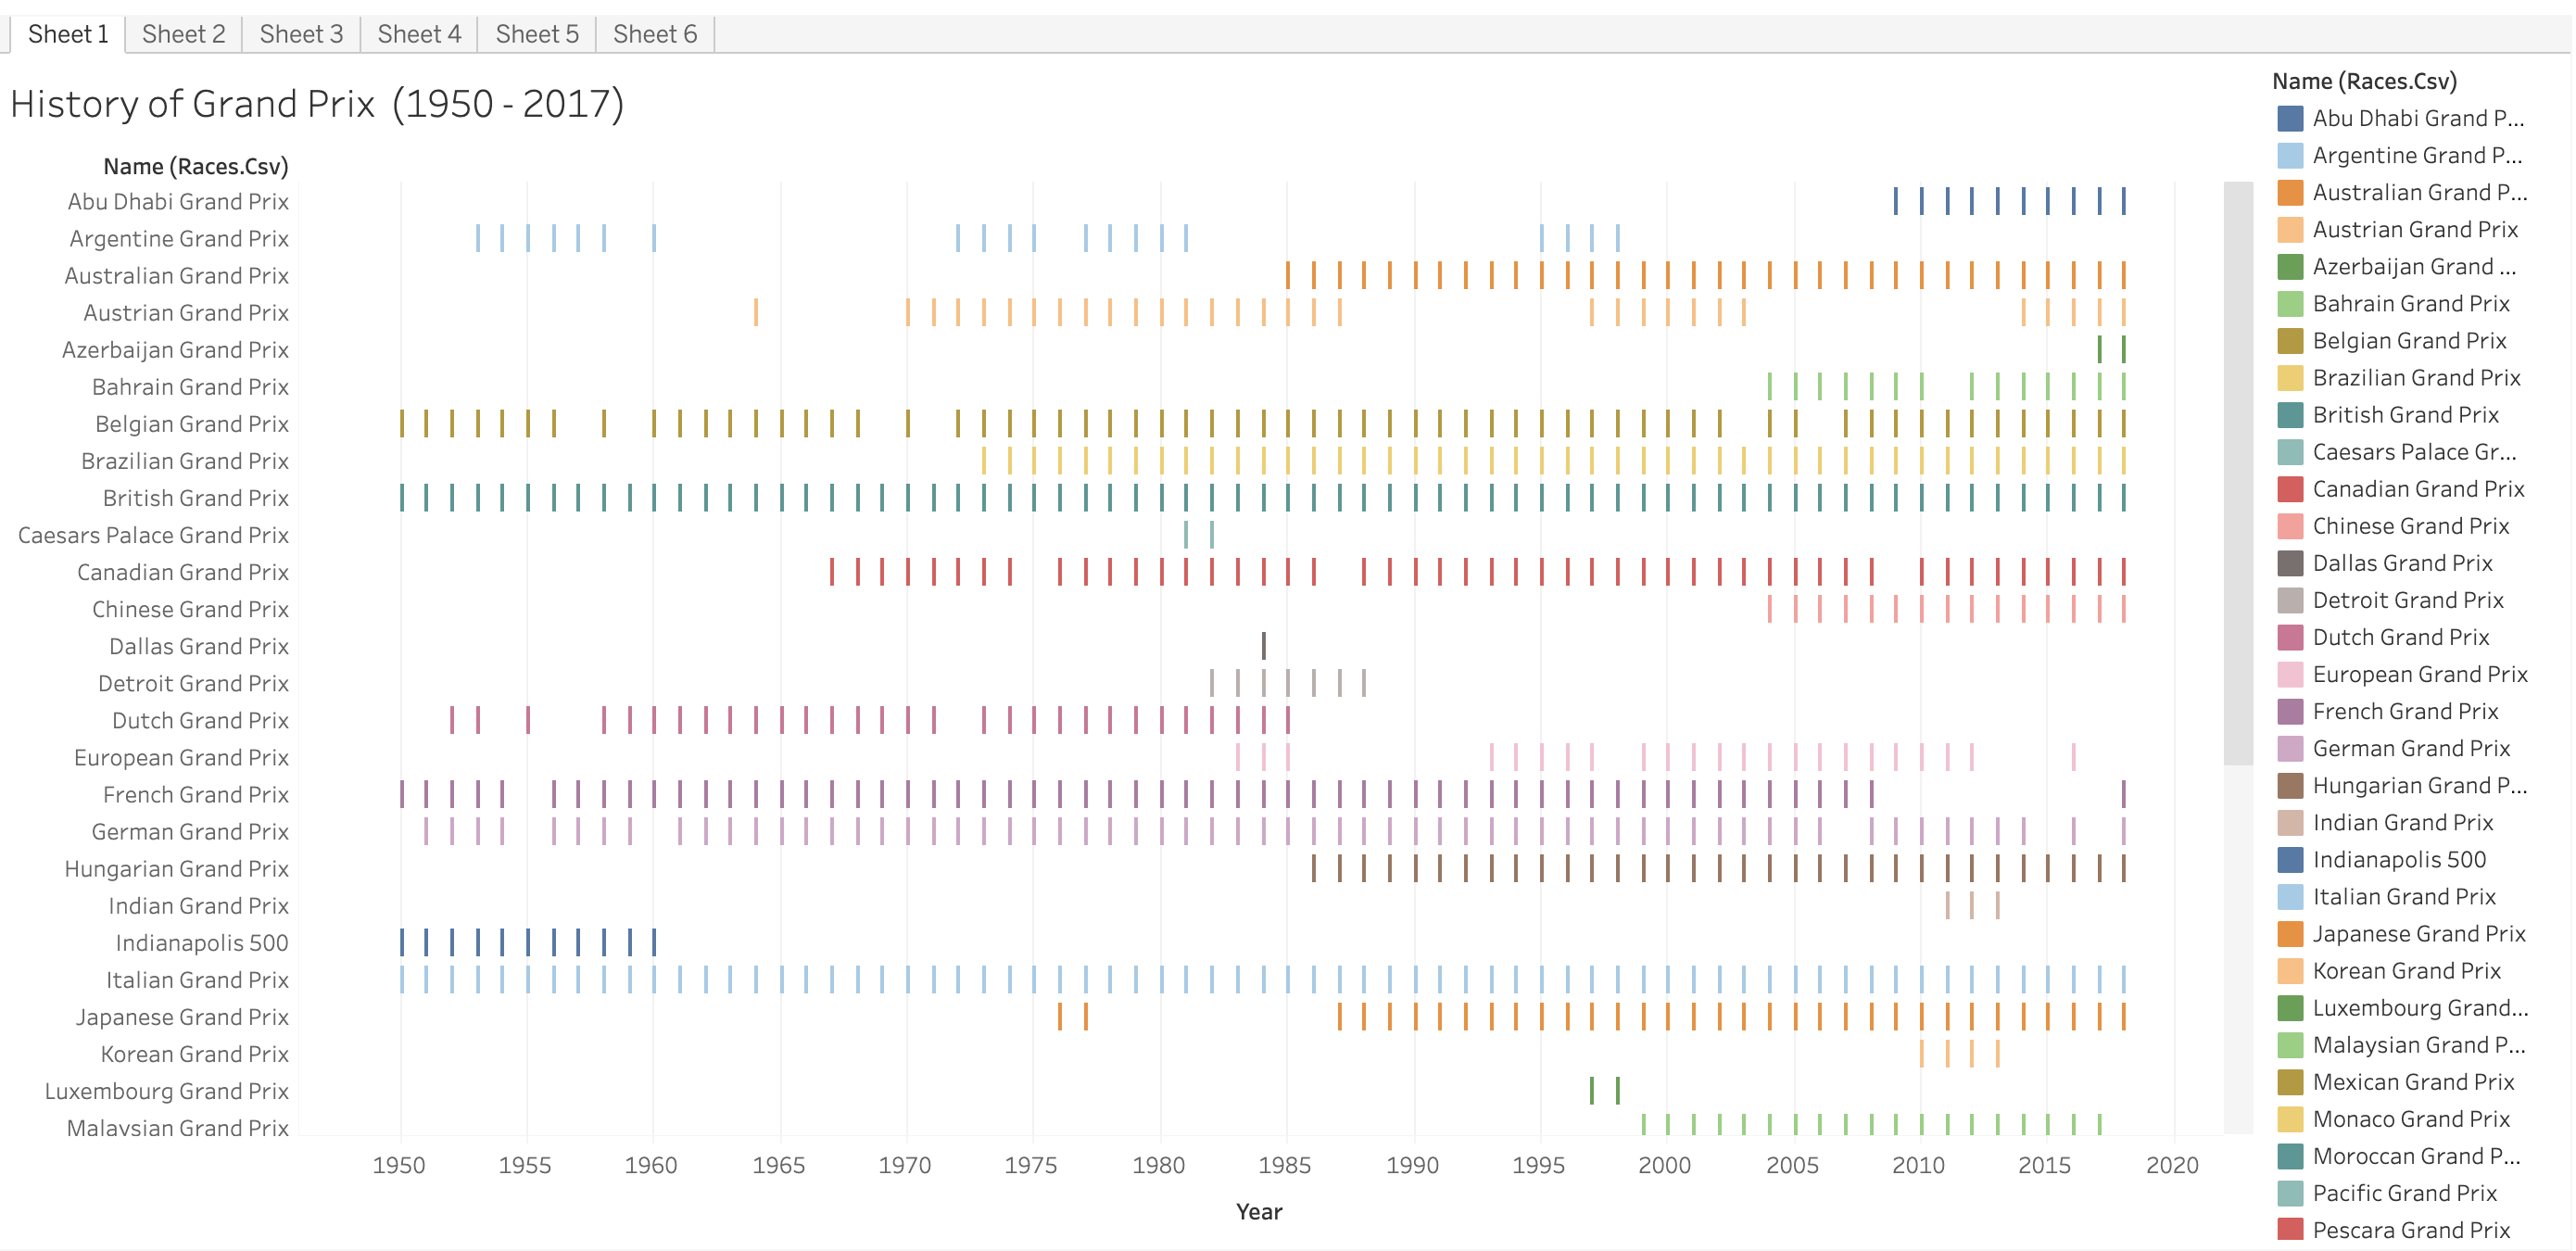 Sheet 1 Sheet 2 Sheet 3 Sheet 4 Sheet 5 Sheet 6
History of Grand Prix (1950 - 2017)
Name (Races.Csv)
Abu Dhabi Grand Prix
Argentine Grand Prix
Australian Grand Prix
Austrian Grand Prix
Azerbaijan Grand Prix
Bahrain Grand Prix
Belgian Grand Prix
Brazilian Grand Prix
British Grand Prix
Caesars Palace Grand Prix
Canadian Grand Prix
Chinese Grand Prix
Dallas Grand Prix
Detroit Grand Prix
Dutch Grand Prix
European Grand Prix
French Grand Prix
German Grand Prix
Hungarian Grand Prix
Indian Grand Prix
Indianapolis 500
Italian Grand Prix
Japanese Grand Prix
Korean Grand Prix
Luxembourg Grand Prix
Malaysian Grand Prix
1950 1955 1960 1965 1970 1975 1980 1985 1990 1995 2000 2005 2010 2015 2020
Year
Name (Races.Csv)
Abu Dhabi Grand P...
Argentine Grand P...
Australian Grand P...
Austrian Grand Prix
Azerbaijan Grand ...
Bahrain Grand Prix
Belgian Grand Prix
Brazilian Grand Prix
British Grand Prix
Caesars Palace Gr...
Canadian Grand Prix
Chinese Grand Prix
Dallas Grand Prix
Detroit Grand Prix
Dutch Grand Prix
European Grand Prix
French Grand Prix
German Grand Prix
Hungarian Grand P...
Indian Grand Prix
Indianapolis 500
Italian Grand Prix
Japanese Grand Prix
Korean Grand Prix
Luxembourg Grand...
Malaysian Grand P...
Mexican Grand Prix
Monaco Grand Prix
Moroccan Grand P...
Pacific Grand Prix
Pescara Grand Prix